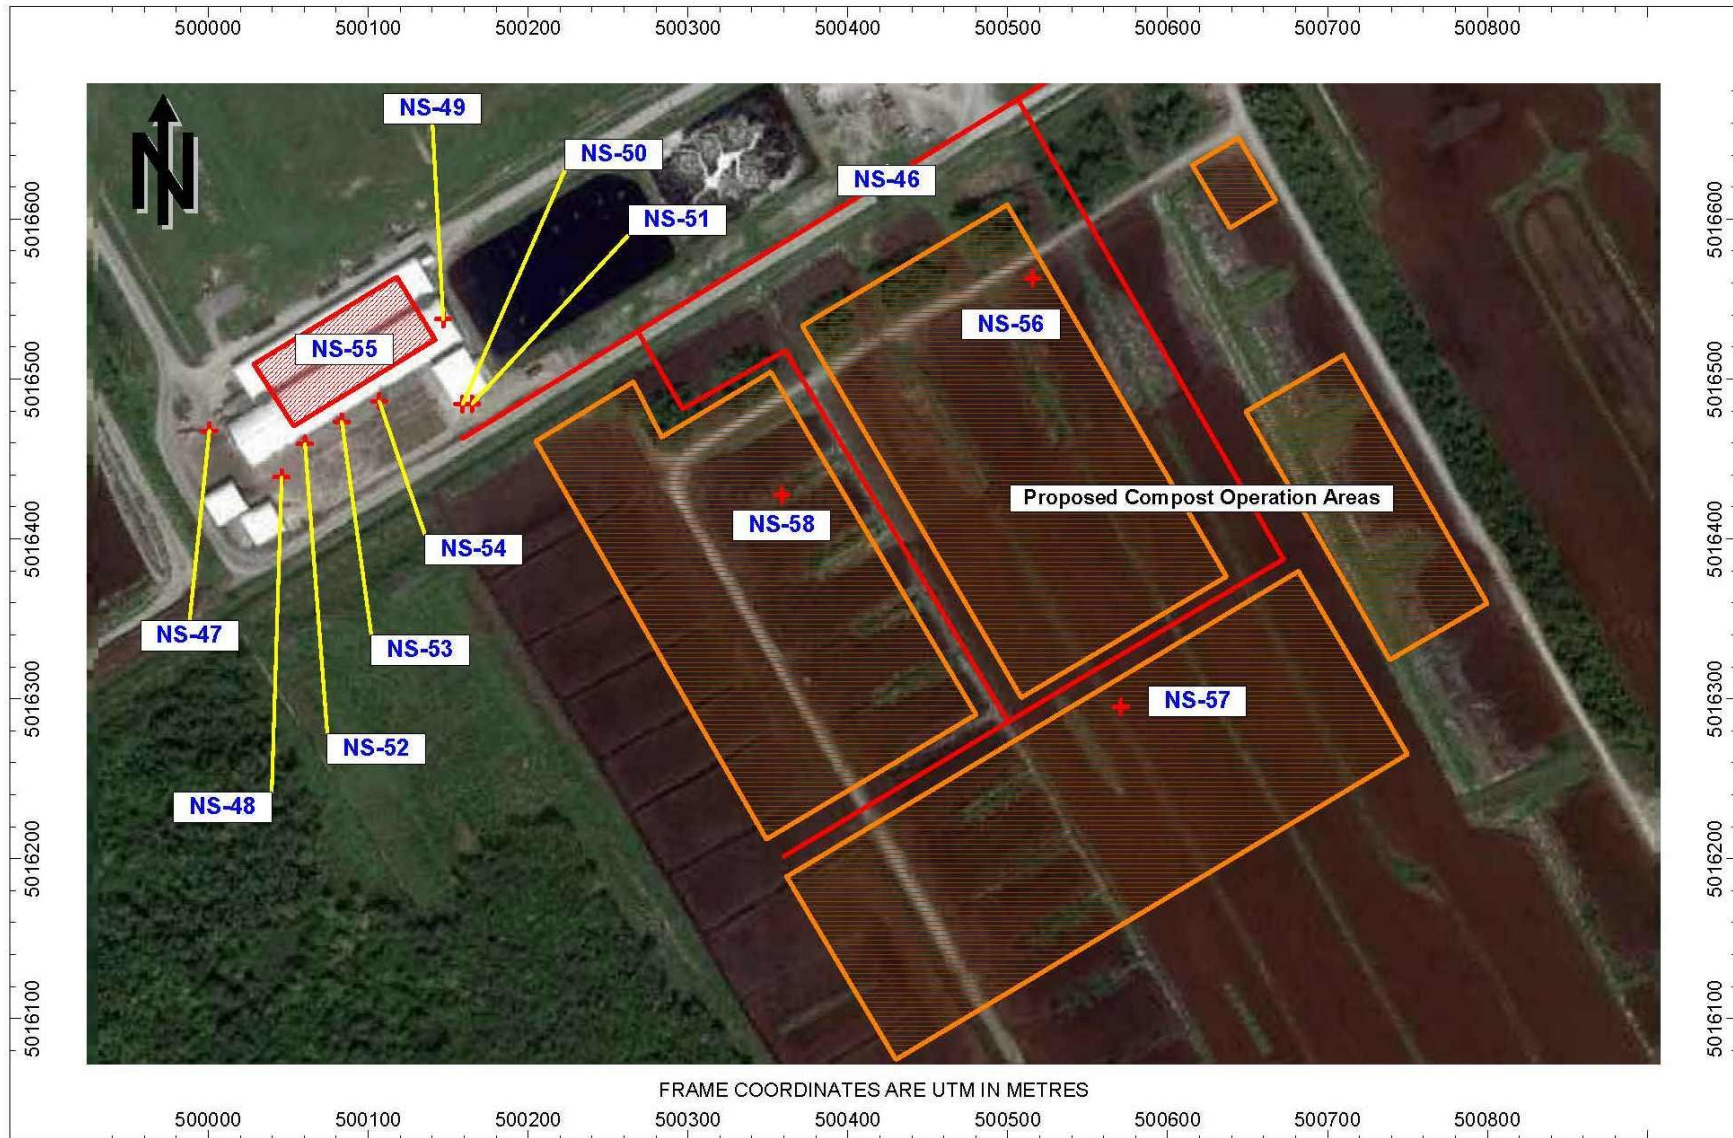 500000 500100 500200 500300 500400 500500 500600 500700 500800
N
NS-49
NS-50
NS-46
NS-51
NS-55
NS-56
NS-58
Proposed Compost Operation Areas
NS-54
NS-47
NS-53
NS-57
NS-52
NS-48
5016600
5016500
5016400
5016300
5016200
5016100
5016600
5016500
5016400
5016300
5016200
5016100
FRAME COORDINATES ARE UTM IN METRES
500000 500100 500200 500300 500400 500500 500600 500700 500800